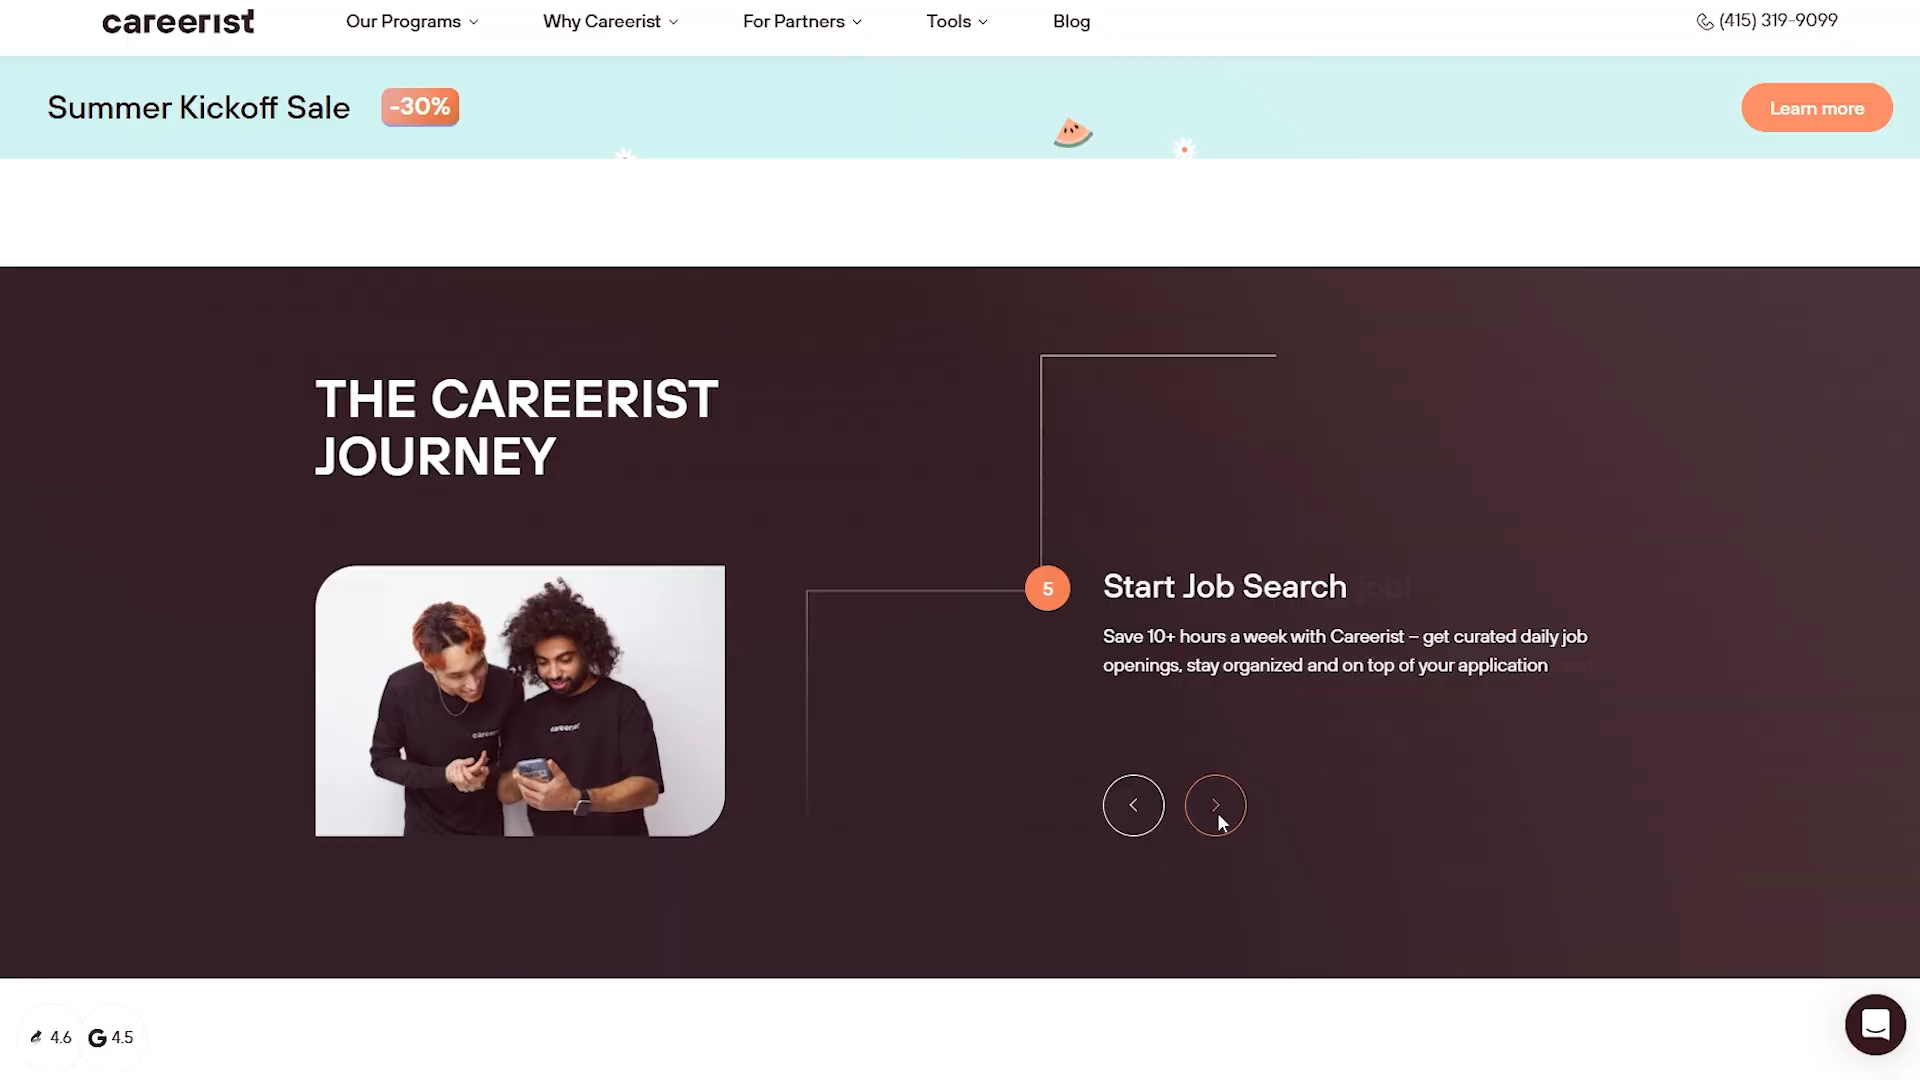 careerist
Our Programs
Why Careerist
For Partners
Tools
Blog
(415) 319-9099
Summer Kickoff Sale
-30%
Learn more
THE CAREERIST
JOURNEY
5
Start Job Search
job!
Save 10+ hours a week with Careerist – get curated daily job
openings, stay organized and on top of your application
careerist
4.6
G 4.5